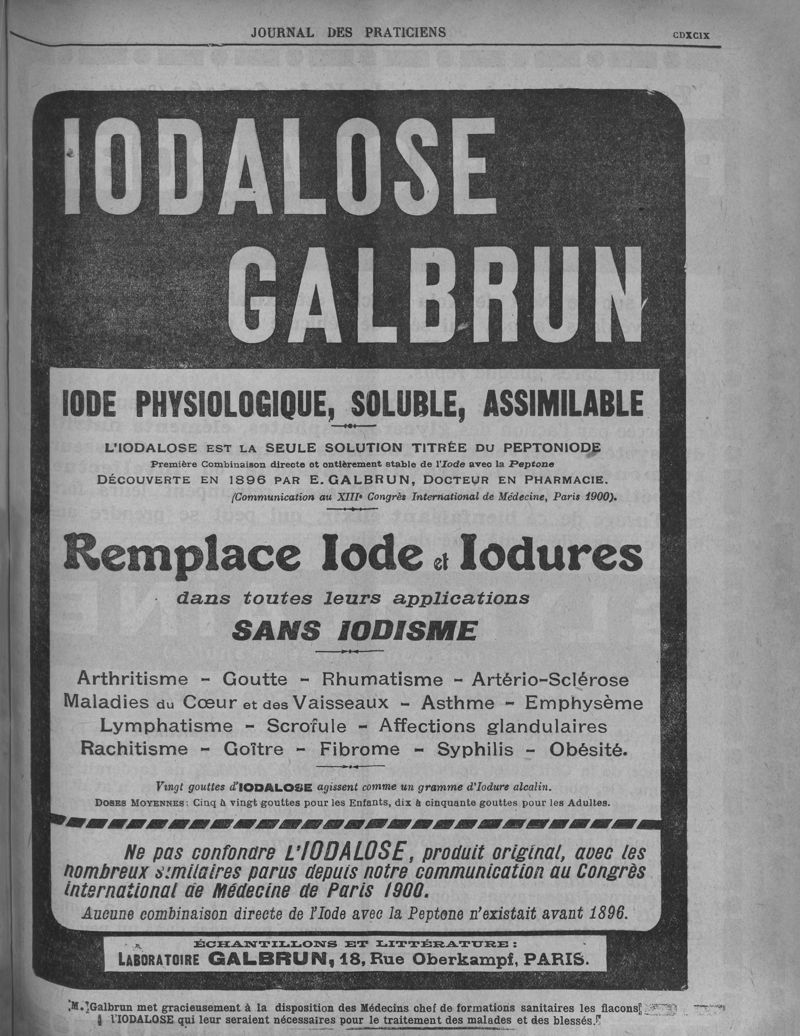 JOURNAL DES PRATICIENS
CDXCIX
IODALOSE
GALBRUN
IODE PHYSIOLOGIQUE, SOLUBLE, ASSIMILABLE
L'IODALOSE EST LA SEULE SOLUTION TITRÉE DU PEPTONIODE
Première Combinaison directe et entièrement stable de l'Iode avec la Peptone
DÉCOUVERTE EN 1896 PAR E. GALBRUN, DOCTEUR EN PHARMACIE.
(Communication au XIIIe Congrès International de Médecine, Paris 1900).
Remplace Iode et Iodures
dans toutes leurs applications
SANS IODISME
Arthritisme - Goutte - Rhumatisme - Artério-Sclérose
Maladies du Cœur et des Vaisseaux - Asthme - Emphysème
Lymphatisme - Scrofule - Affections glandulaires
Rachitisme - Goître - Fibrome - Syphilis - Obésité.
Vingt gouttes d'IODALOSE agissent comme un gramme d'Iodure alcalin.
DOSES MOYENNES : Cinq à vingt gouttes pour les Enfants, dix à cinquante gouttes pour les Adultes.
Ne pas confondre L'IODALOSE, produit original, avec les
nombreux similaires parus depuis notre communication au Congrès
international de Médecine de Paris 1900.
Aucune combinaison directe de l'Iode avec la Peptone n'existait avant 1896.
ÉCHANTILLONS ET LITTÉRATURE :
LABORATOIRE GALBRUN, 18, Rue Oberkampf, PARIS.
M. Galbrun met gracieusement à la disposition des Médecins chef de formations sanitaires les flacons
l'IODALOSE qui leur seraient nécessaires pour le traitement des malades et des blessés.